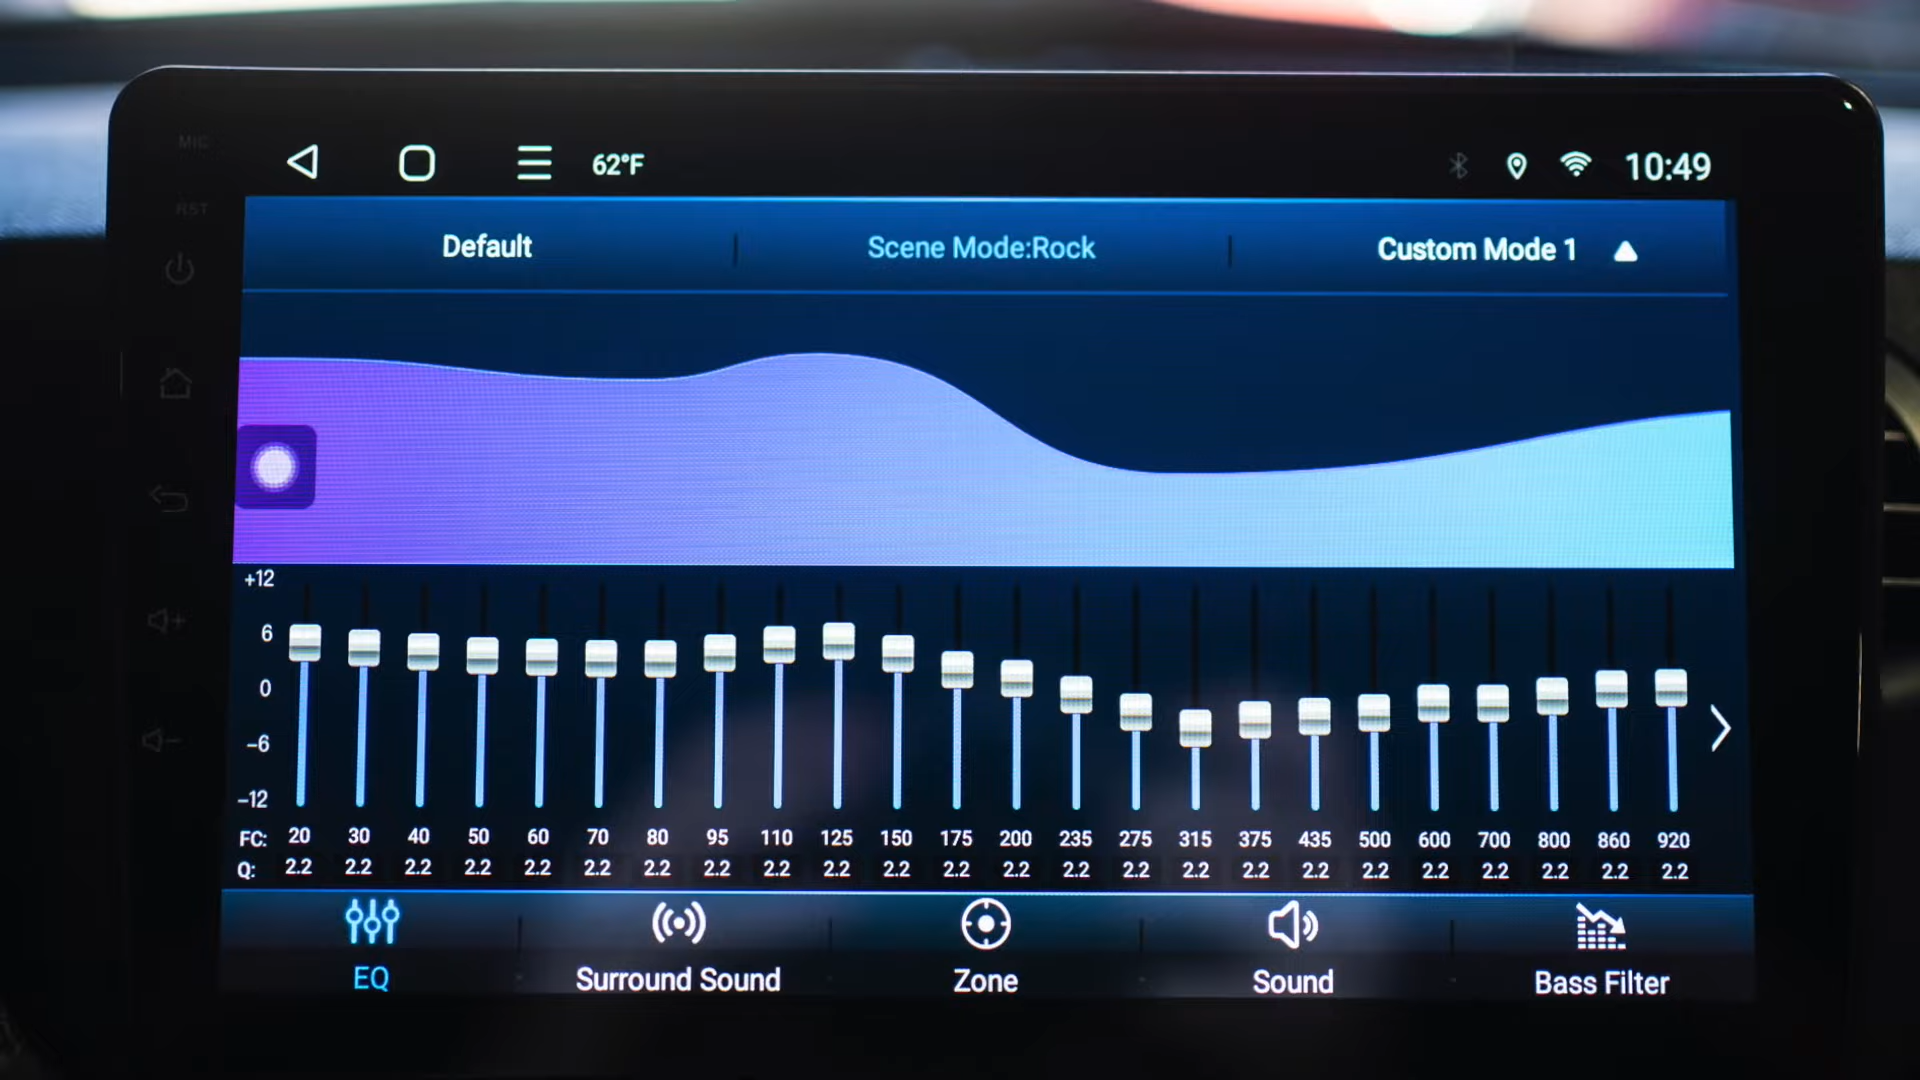 MIC
62°F 10:49
RST
Default Scene Mode:Rock Custom Mode 1
+12
6
0
-6
-12
FC: 20 30 40 50 60 70 80 95 110 125 150 175 200 235 275 315 375 435 500 600 700 800 860 920
Q: 2.2 2.2 2.2 2.2 2.2 2.2 2.2 2.2 2.2 2.2 2.2 2.2 2.2 2.2 2.2 2.2 2.2 2.2 2.2 2.2 2.2 2.2 2.2 2.2
EQ Surround Sound Zone Sound Bass Filter